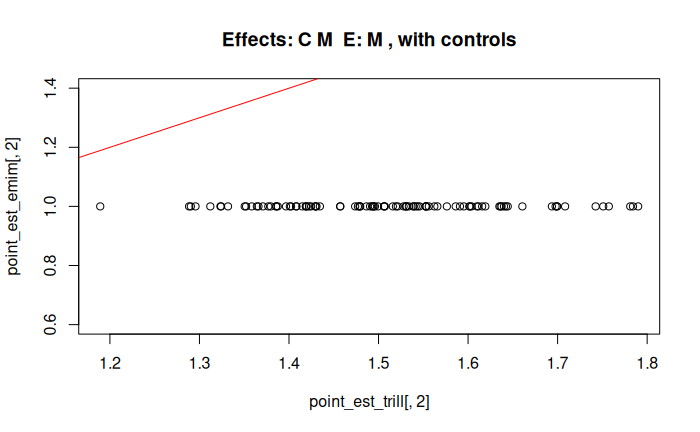 Effects: C M  E: M , with controls
point_est_emim[, 2]
1.4
1.2
1.0
0.8
0.6
1.2 1.3 1.4 1.5 1.6 1.7 1.8
point_est_trill[, 2]